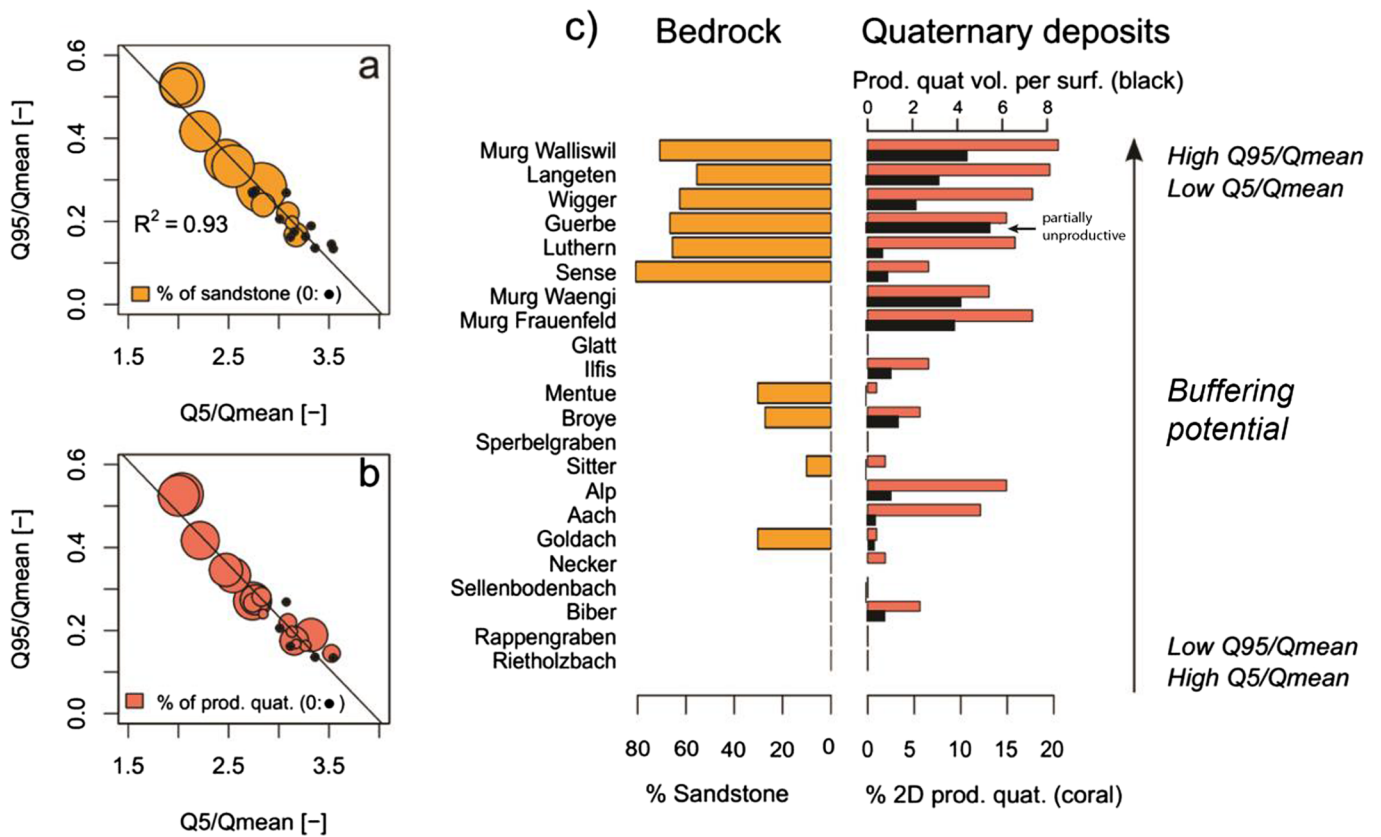 a
0.6
0.4
0.2
0.0
Q95/Qmean [−]
R² = 0.93
% of sandstone (0: ●)
1.5 2.5 3.5
Q5/Qmean [−]
b
0.6
0.4
0.2
0.0
Q95/Qmean [−]
% of prod. quat. (0:●)
1.5 2.5 3.5
Q5/Qmean [−]
c) Bedrock Quaternary deposits
Prod. quat vol. per surf. (black)
0 2 4 6 8
Murg Walliswil
Langeten
Wigger
Guerbe
Luthern
Sense
Murg Waengi
Murg Frauenfeld
Glatt
Ilfis
Mentue
Broye
Sperbelgraben
Sitter
Alp
Aach
Goldach
Necker
Sellenbodenbach
Biber
Rappengraben
Rietholzbach
partially
unproductive
80 60 40 20 0
% Sandstone
0 5 10 15 20
% 2D prod. quat. (coral)
High Q95/Qmean
Low Q5/Qmean
Buffering
potential
Low Q95/Qmean
High Q5/Qmean